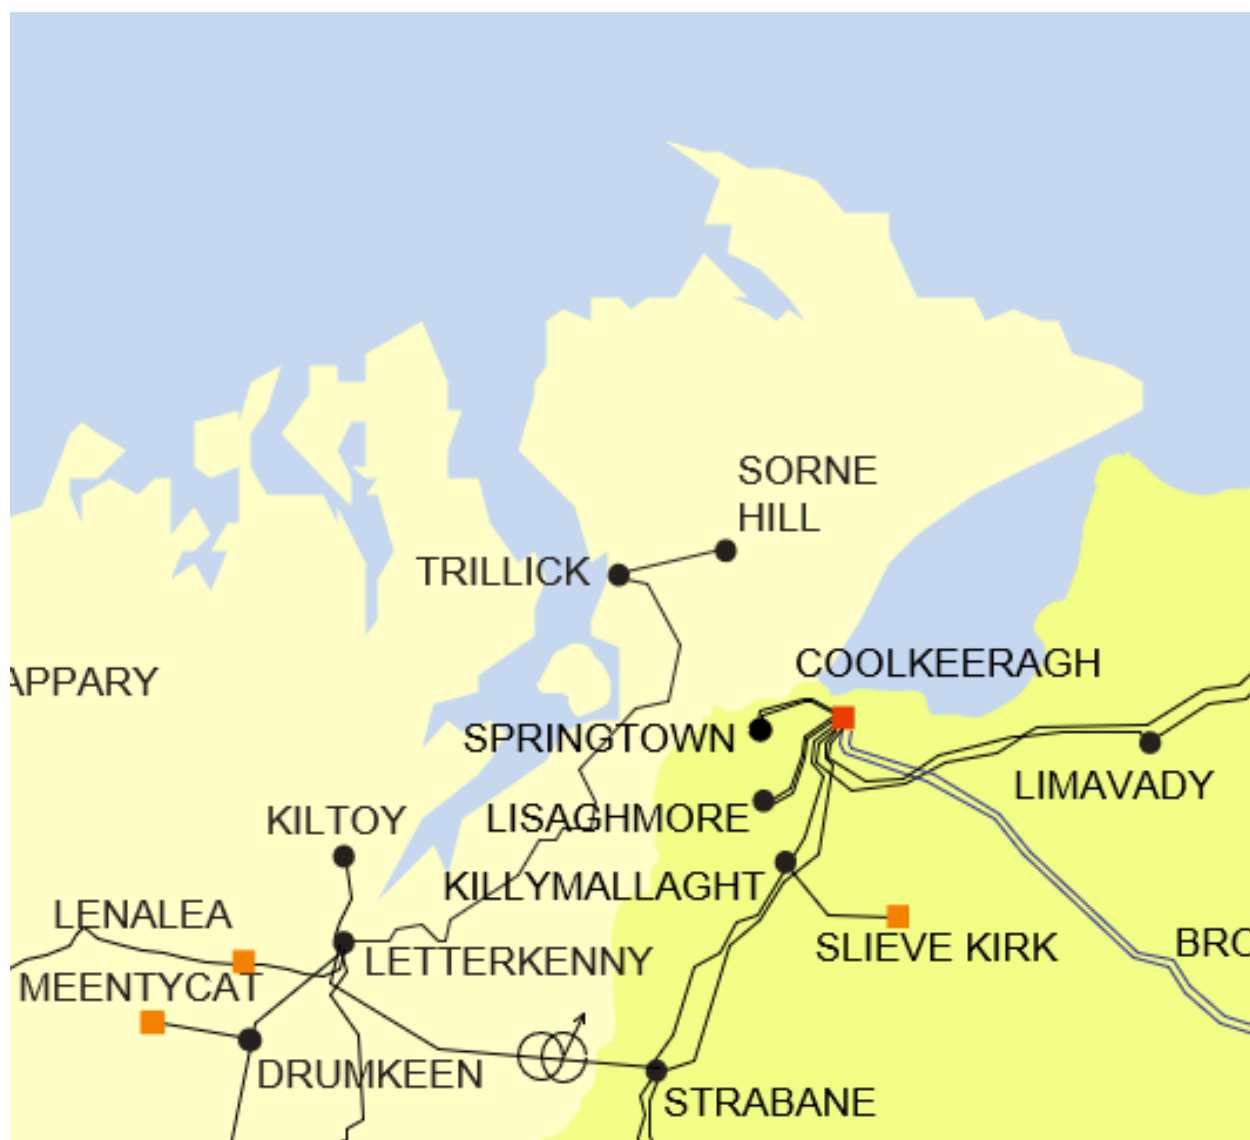 SORNE
HILL
TRILLICK
COOLKEERAGH
APPARY
SPRINGTOWN
LIMAVADY
KILTOY
LISAGHMORE
KILLYMALLAGHT
LENALEA
SLIEVE KIRK
BRO
LETTERKENNY
MEENTYCAT
DRUMKEEN
STRABANE